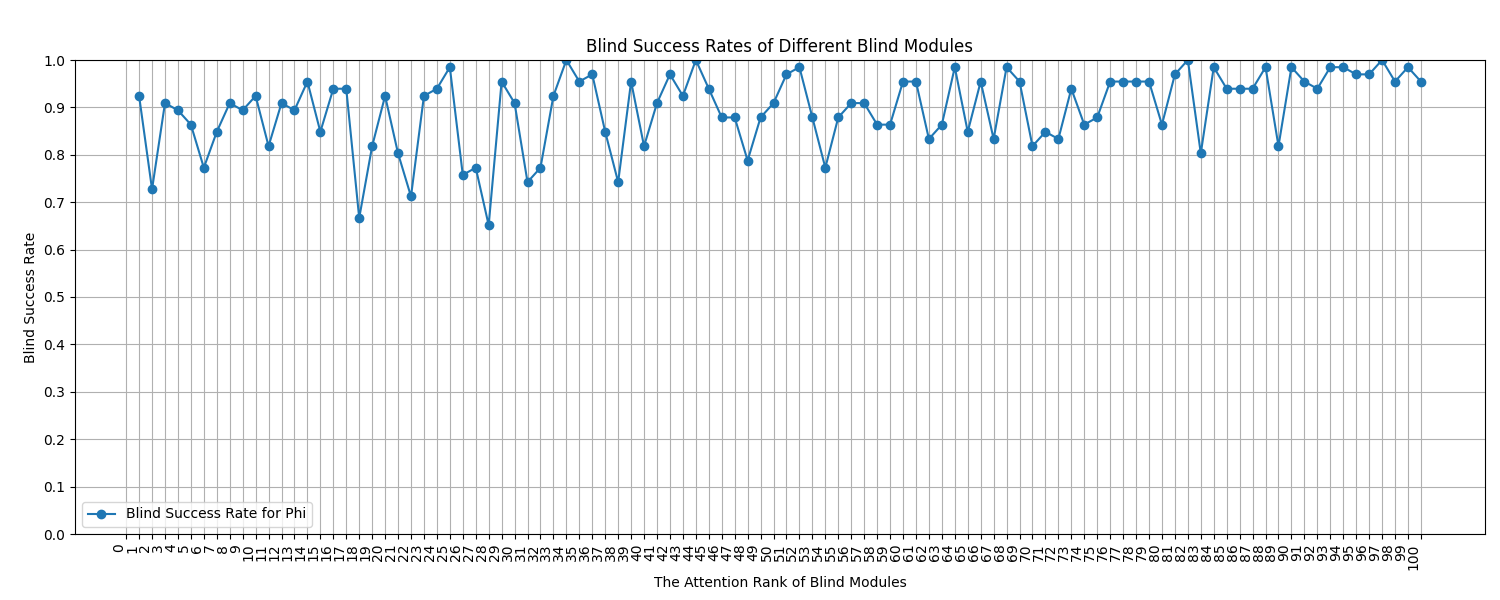 Blind Success Rates of Different Blind Modules
1.0
0.9
0.8
0.7
0.6
0.5
0.4
0.3
0.2
0.1
0.0
Blind Success Rate
Blind Success Rate for Phi
0 1 2 3 4 5 6 7 8 9 10 11 12 13 14 15 16 17 18 19 20 21 22 23 24 25 26 27 28 29 30 31 32 33 34 35 36 37 38 39 40 41 42 43 44 45 46 47 48 49 50 51 52 53 54 55 56 57 58 59 60 61 62 63 64 65 66 67 68 69 70 71 72 73 74 75 76 77 78 79 80 81 82 83 84 85 86 87 88 89 90 91 92 93 94 95 96 97 98 99 100
The Attention Rank of Blind Modules